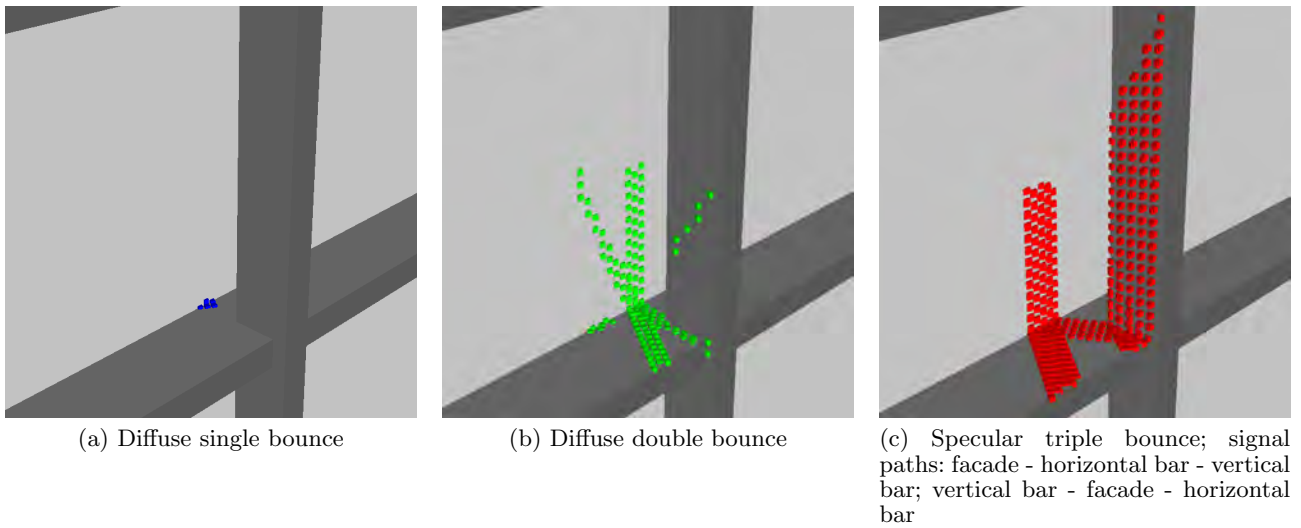 (a) Diffuse single bounce
(b) Diffuse double bounce
(c) Specular triple bounce; signal
paths: facade - horizontal bar - vertical
bar; vertical bar - facade - horizontal
bar